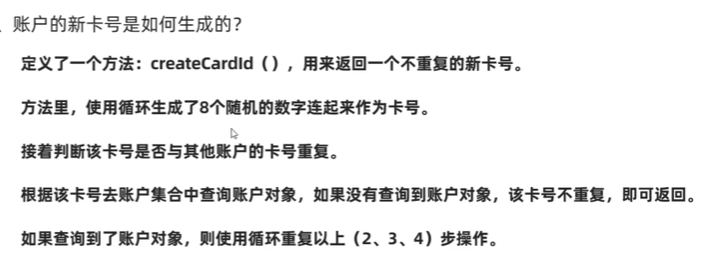 、账户的新卡号是如何生成的?
定义了一个方法：createCardId（），用来返回一个不重复的新卡号。
方法里，使用循环生成了8个随机的数字连起来作为卡号。
接着判断该卡号是否与其他账户的卡号重复。
根据该卡号去账户集合中查询账户对象，如果没有查询到账户对象，该卡号不重复，即可返回。
如果查询到了账户对象，则使用循环重复以上（2、3、4）步操作。